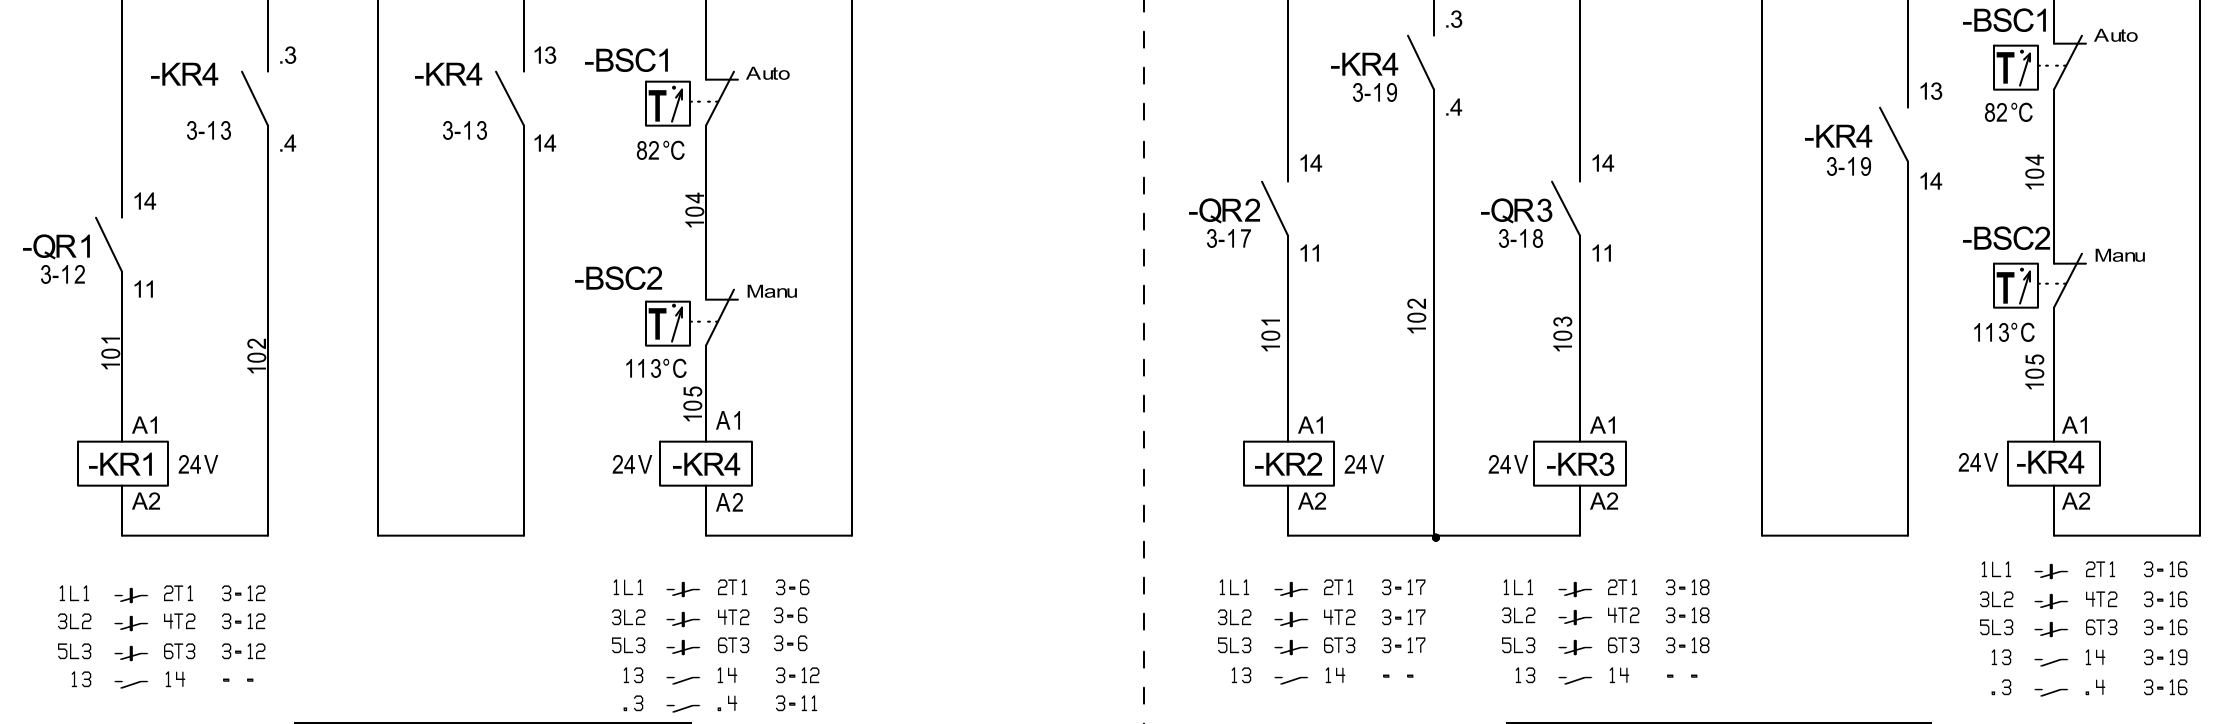 .3
-KR4
3-13
.4
14
-QR1
3-12
11
101
102
A1
-KR1 24V
A2
13
-KR4
3-13
14
-BSC1
Auto
T
82°C
104
-BSC2
Manu
T
113°C
105
A1
24V -KR4
A2
1L1 2T1 3-12
3L2 4T2 3-12
5L3 6T3 3-12
13 14 - -
1L1 2T1 3-6
3L2 4T2 3-6
5L3 6T3 3-6
13 14 3-12
.3 .4 3-11
.3
-KR4
3-19
.4
14
-QR2
3-17
11
101
102
A1
-KR2 24V
A2
14
-QR3
3-18
11
103
A1
24V -KR3
A2
13
-KR4
3-19
14
-BSC1
Auto
T
82°C
104
-BSC2
Manu
T
113°C
105
A1
24V -KR4
A2
1L1 2T1 3-17
3L2 4T2 3-17
5L3 6T3 3-17
13 14 - -
1L1 2T1 3-18
3L2 4T2 3-18
5L3 6T3 3-18
13 14 - -
1L1 2T1 3-16
3L2 4T2 3-16
5L3 6T3 3-16
13 14 3-19
.3 .4 3-16